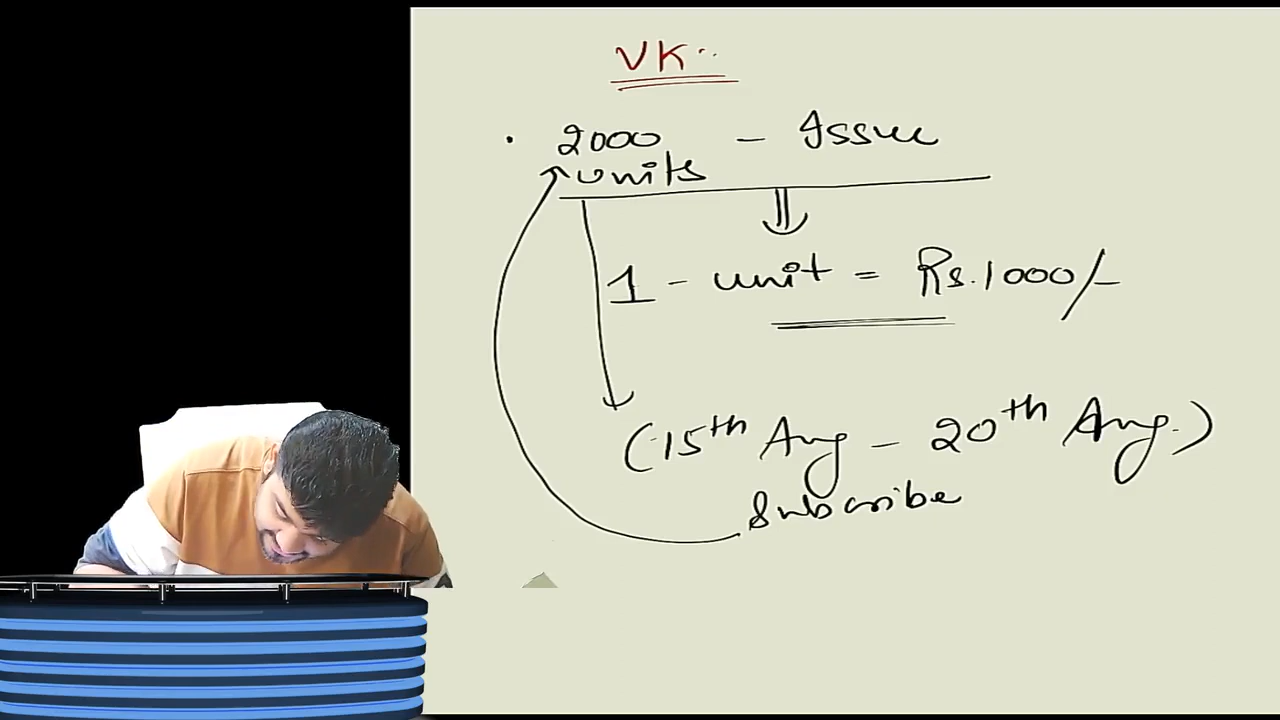 VK..
. 2000 - Issue
units
1 - unit = Rs.1000/-
(15th Aug - 20th Aug.)
Subscribe